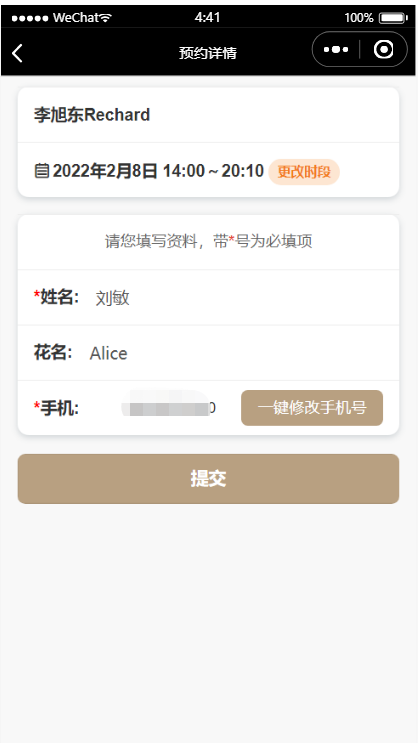 WeChat 4:41 100%
预约详情
李旭东Rechard
2022年2月8日 14:00～20:10 更改时段
请您填写资料，带*号为必填项
*姓名: 刘敏
花名: Alice
*手机: 0 一键修改手机号
提交